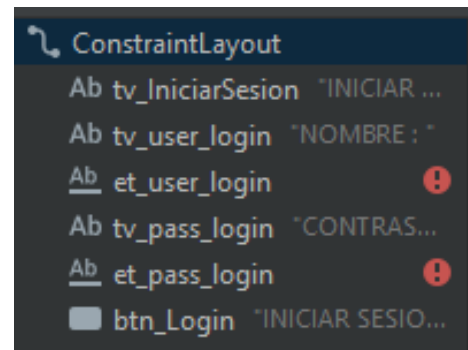 ConstraintLayout
Ab tv_IniciarSesion "INICIAR ...
Ab tv_user_login "NOMBRE : "
Ab et_user_login
Ab tv_pass_login "CONTRAS...
Ab et_pass_login
btn_Login "INICIAR SESIO...